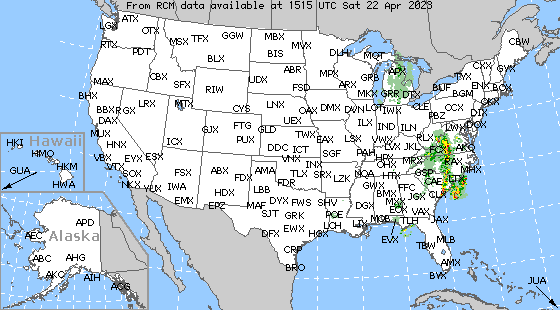 From RCM data available at 1515 UTC Sat 22 Apr 2023
LGX ATX OTX MSX TFX GGW MBX BIS MVX DLH MQT CBW
RTX PDT ABR MPX GRB APX CXX GYX
MAX CBX SFX BLX RIW UDX FSD ARX MKX GRR DTX BUF TYX ENX BOX
BHX BBX RGX LRX MTX CYS LNX OAX DMX DVN LOT IWX CLE BGM OKX
DAX GJX FTG GLD UEX ILX IND ILN PBZ CCX DIX
MUX HNX ICX PUX TWX EAX LSX VWX LVX JKL RLX LWX DOX
Hawaii
HKI HMO VBX EYX ESX DDC ICT SGF PAH HPX FCX AKQ
GUA HKM VTX SOX VNX INX NQA MRX RAX MHX
HWA NKX YUX IWA FSX ABX FDX AMA TLX SRX LZK HTX GSP
EMX HDX LBB FDR GWX FFC CAE LTX
EPZ MAF DYX FWS SHV DGX BMX JGX CLX
APD SJT GRK POE MXX EOX VAX
AEC Alaska DFX EWX HGX LCH LIX MOB TLH JAX
ABC AHG CRP EVX TBW MLB
AKC AIH ACG BRO AMX BYX JUA